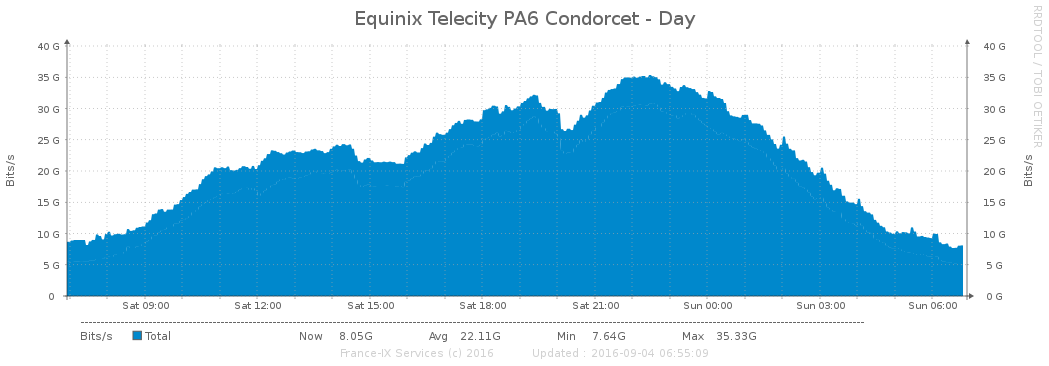 Equinix Telecity PA6 Condorcet - Day
RRDTOOL / TOBI OETIKER
Bits/s
40 G 40 G
35 G 35 G
30 G 30 G
25 G 25 G
20 G 20 G
15 G 15 G
10 G 10 G
5 G 5 G
0 0 G
Bits/s
Sat 09:00 Sat 12:00 Sat 15:00 Sat 18:00 Sat 21:00 Sun 00:00 Sun 03:00 Sun 06:00
Bits/s Total Now 8.05G Avg 22.11G Min 7.64G Max 35.33G
France-IX Services (c) 2016 Updated : 2016-09-04 06:55:09